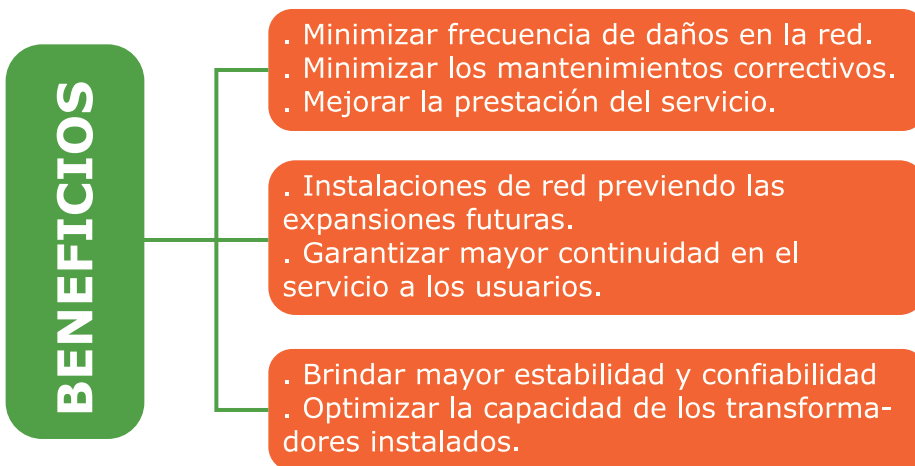 BENEFICIOS
. Minimizar frecuencia de daños en la red.
. Minimizar los mantenimientos correctivos.
. Mejorar la prestación del servicio.
. Instalaciones de red previendo las
expansiones futuras.
. Garantizar mayor continuidad en el
servicio a los usuarios.
. Brindar mayor estabilidad y confiabilidad
. Optimizar la capacidad de los transforma-
dores instalados.